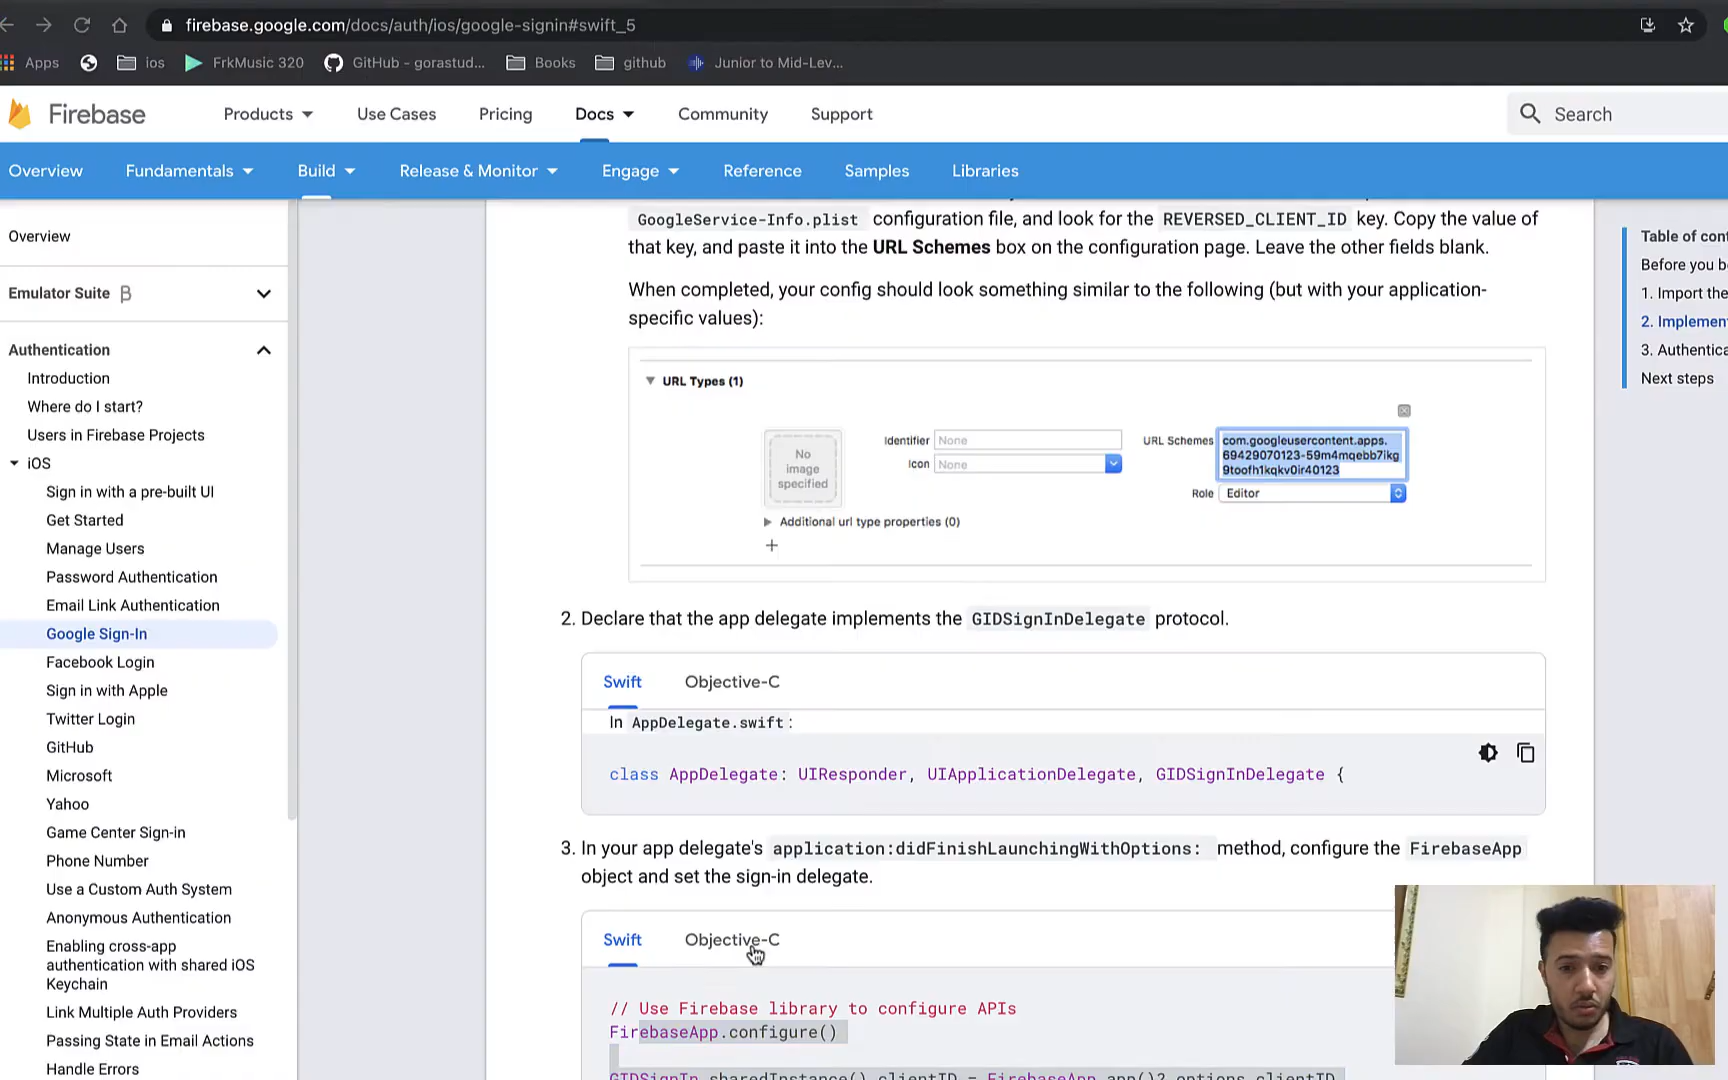 firebase.google.com/docs/auth/ios/google-signin#swift_5
Apps
ios
FrkMusic 320
GitHub - gorastud...
Books
github
Junior to Mid-Lev...
Firebase
Products
Use Cases
Pricing
Docs
Community
Support
Search
Overview
Fundamentals
Build
Release & Monitor
Engage
Reference
Samples
Libraries
Overview
Emulator Suite β
Authentication
Introduction
Where do I start?
Users in Firebase Projects
iOS
Sign in with a pre-built UI
Get Started
Manage Users
Password Authentication
Email Link Authentication
Google Sign-In
Facebook Login
Sign in with Apple
Twitter Login
GitHub
Microsoft
Yahoo
Game Center Sign-in
Phone Number
Use a Custom Auth System
Anonymous Authentication
Enabling cross-app
authentication with shared iOS
Keychain
Link Multiple Auth Providers
Passing State in Email Actions
Handle Errors
GoogleService-Info.plist configuration file, and look for the REVERSED_CLIENT_ID key. Copy the value of
that key, and paste it into the URL Schemes box on the configuration page. Leave the other fields blank.
When completed, your config should look something similar to the following (but with your application-
specific values):
URL Types (1)
No
image
specified
Identifier None
Icon None
URL Schemes com.googleusercontent.apps.
69429070123-59m4mqebb7ikg
9toofh1kqkv0ir40123
Role Editor
Additional url type properties (0)
2. Declare that the app delegate implements the GIDSignInDelegate protocol.
Swift Objective-C
In AppDelegate.swift:
class AppDelegate: UIResponder, UIApplicationDelegate, GIDSignInDelegate {
3. In your app delegate's application:didFinishLaunchingWithOptions: method, configure the FirebaseApp
object and set the sign-in delegate.
Swift Objective-C
// Use Firebase library to configure APIs
FirebaseApp.configure()
GIDSignIn.sharedInstance().clientID = FirebaseApp.app()?.options.clientID
Table of con
Before you b
1. Import the
2. Implemen
3. Authentica
Next steps